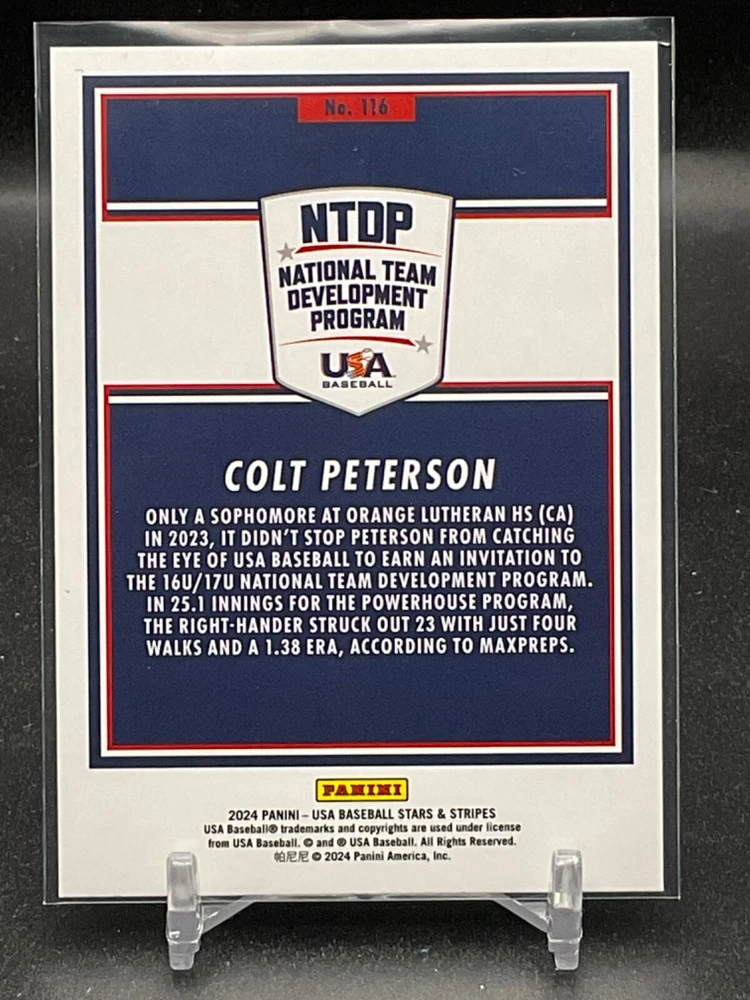 No. 116
NTDP
NATIONAL TEAM
DEVELOPMENT
PROGRAM
USA
BASEBALL
COLT PETERSON
ONLY A SOPHOMORE AT ORANGE LUTHERAN HS (CA)
IN 2023, IT DIDN'T STOP PETERSON FROM CATCHING
THE EYE OF USA BASEBALL TO EARN AN INVITATION TO
THE 16U/17U NATIONAL TEAM DEVELOPMENT PROGRAM.
IN 25.1 INNINGS FOR THE POWERHOUSE PROGRAM,
THE RIGHT-HANDER STRUCK OUT 23 WITH JUST FOUR
WALKS AND A 1.38 ERA, ACCORDING TO MAXPREPS.
PANINI
2024 PANINI – USA BASEBALL STARS & STRIPES
USA Baseball® trademarks and copyrights are used under license
from USA Baseball. © and ® USA Baseball. All Rights Reserved.
帕尼尼 © 2024 Panini America, Inc.